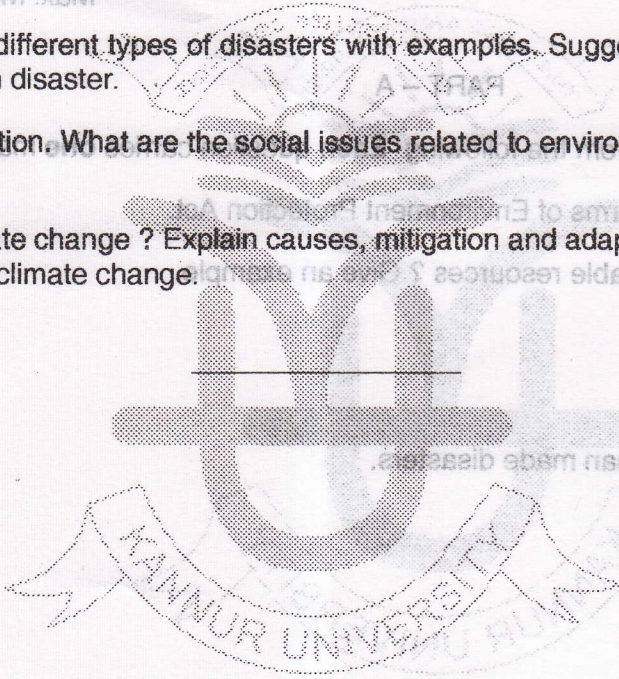 different types of disasters with examples. Sugge
disaster.
tion. What are the social issues related to enviro
ate change ? Explain causes, mitigation and adap
climate change.
KANNUR UNIVERSITY